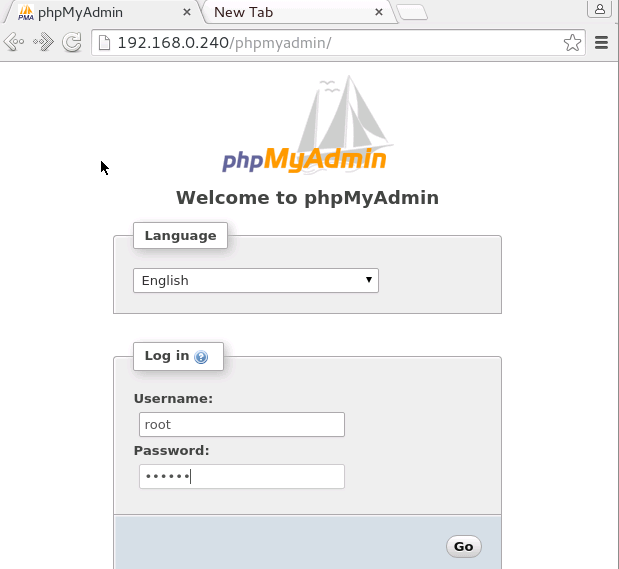 phpMyAdmin
New Tab
192.168.0.240/phpmyadmin/
phpMyAdmin
Welcome to phpMyAdmin
Language
English
Log in ?
Username:
root
Password:
••••••
Go